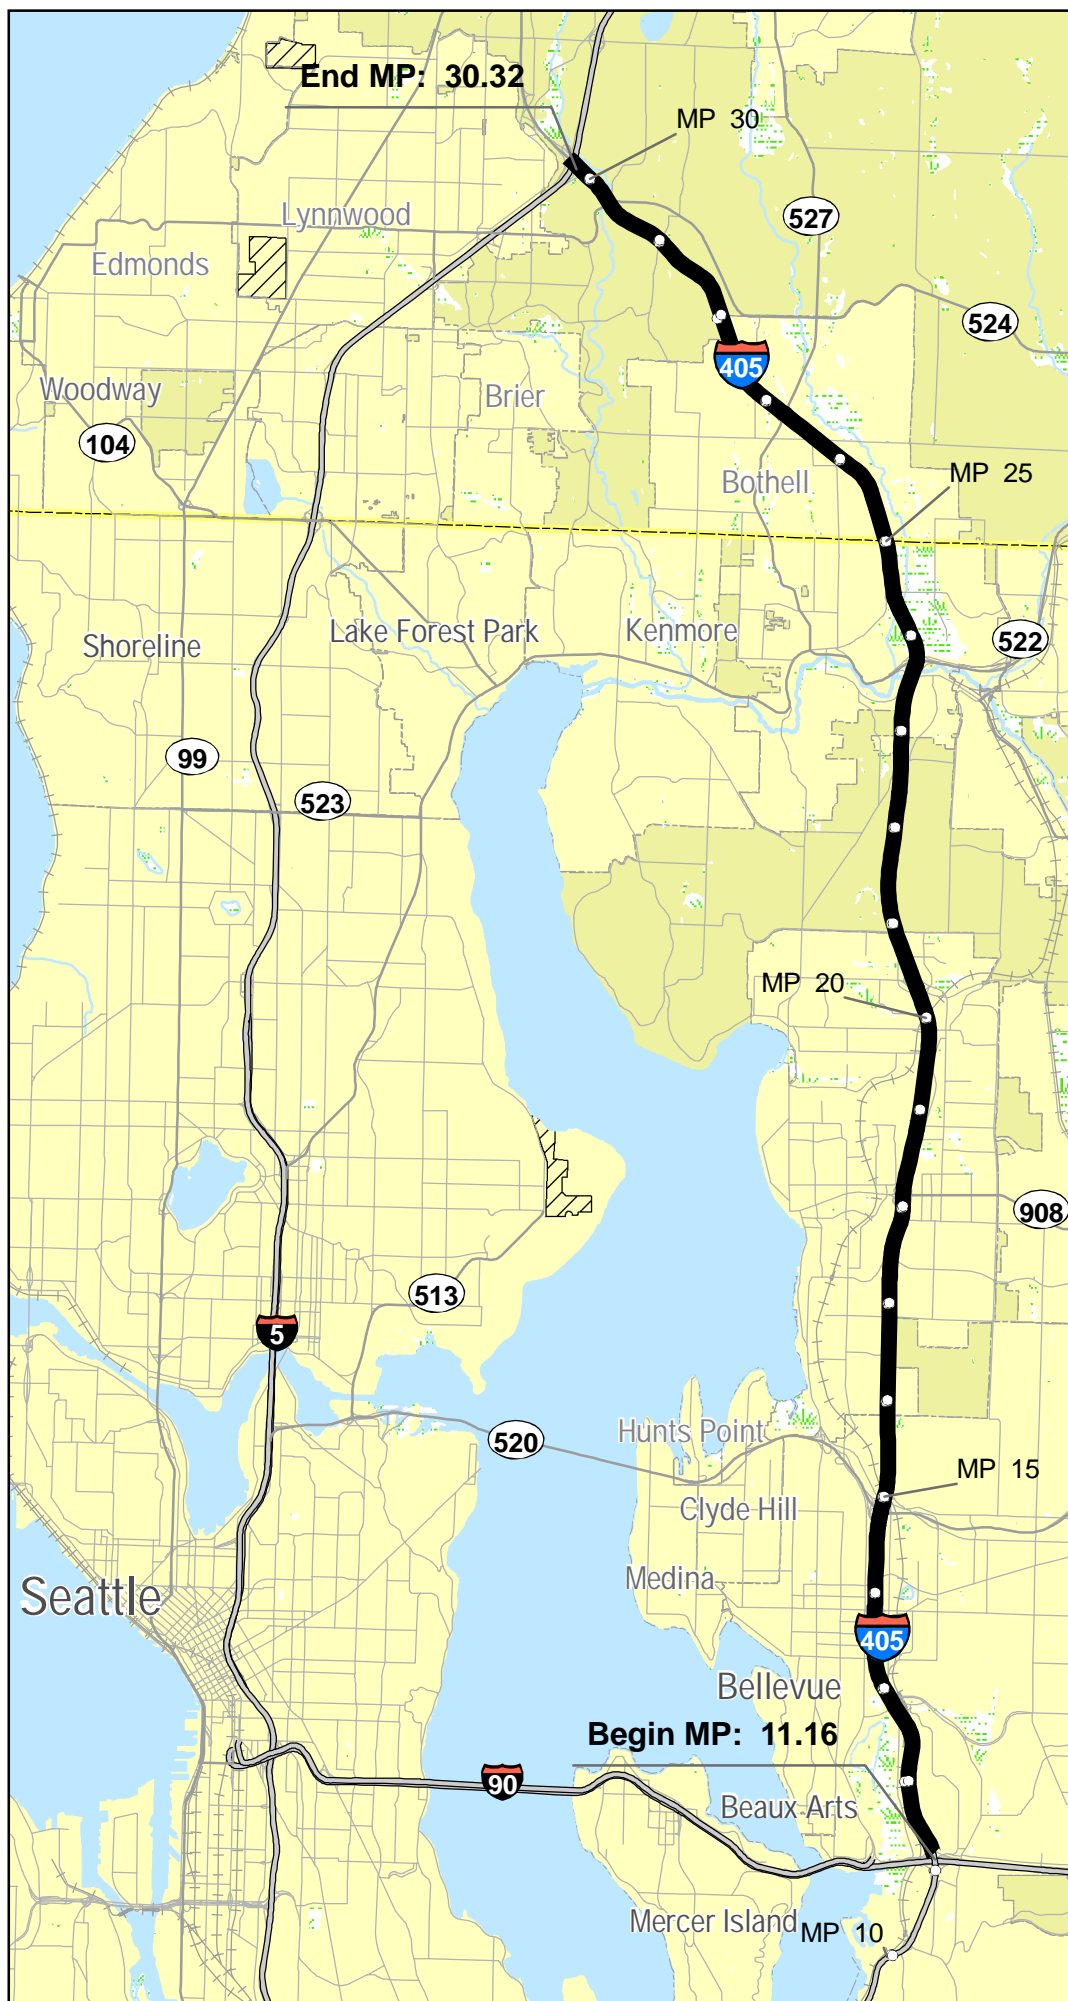 End MP: 30.32
MP 30
Lynnwood
527
Edmonds
524
405
Woodway
Brier
104
MP 25
Bothell
Shoreline
Lake Forest Park
Kenmore
522
99
523
MP 20
908
513
5
Hunts Point
520
MP 15
Clyde Hill
Medina
Seattle
405
Bellevue
Begin MP: 11.16
90
Beaux Arts
Mercer Island
MP 10